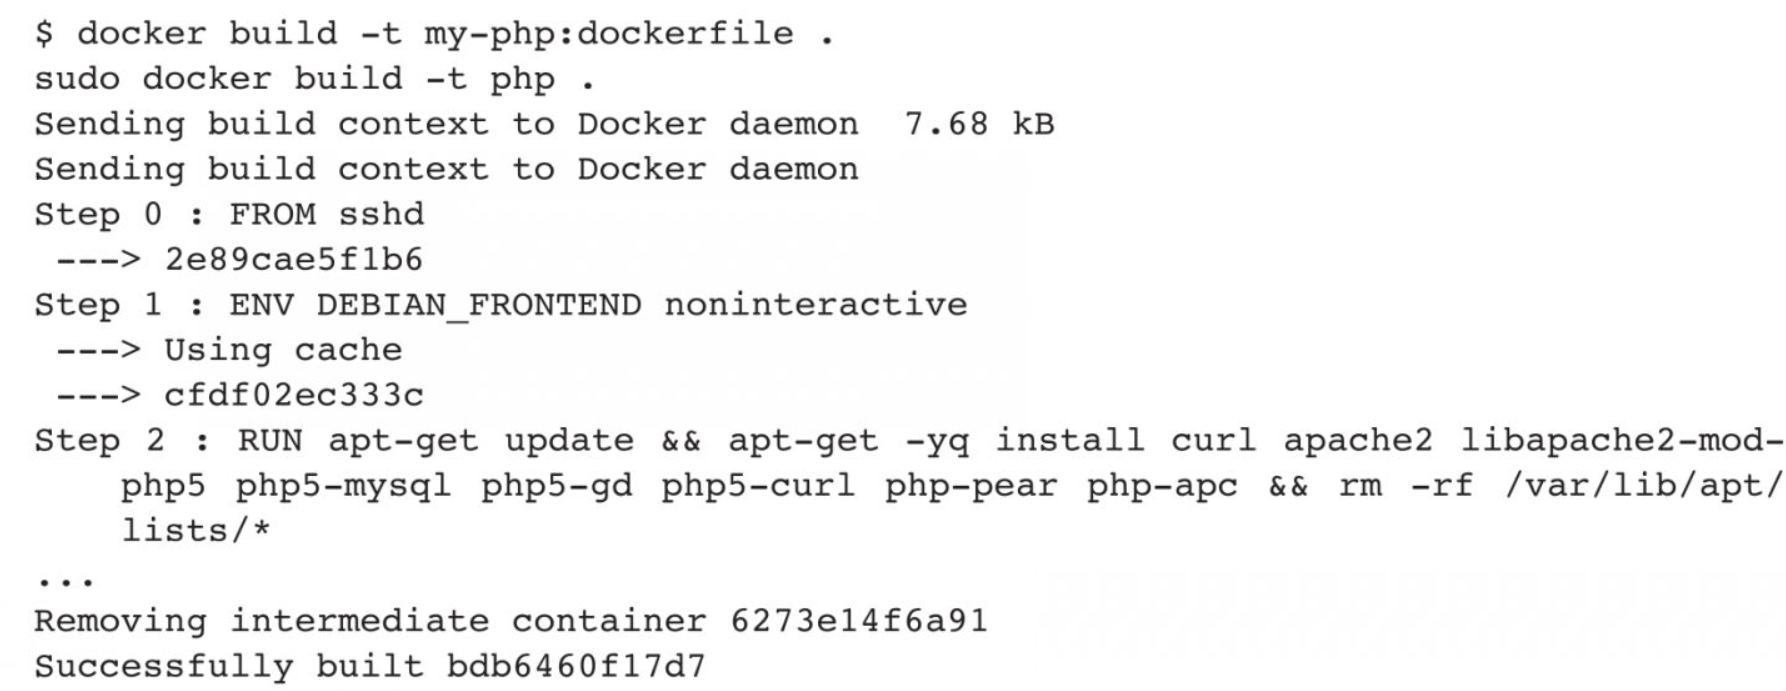 $ docker build -t my-php:dockerfile .
sudo docker build -t php .
Sending build context to Docker daemon  7.68 kB
Sending build context to Docker daemon
Step 0 : FROM sshd
 ---> 2e89cae5f1b6
Step 1 : ENV DEBIAN_FRONTEND noninteractive
 ---> Using cache
 ---> cfdf02ec333c
Step 2 : RUN apt-get update && apt-get -yq install curl apache2 libapache2-mod-
    php5 php5-mysql php5-gd php5-curl php-pear php-apc && rm -rf /var/lib/apt/
    lists/*
...
Removing intermediate container 6273e14f6a91
Successfully built bdb6460f17d7